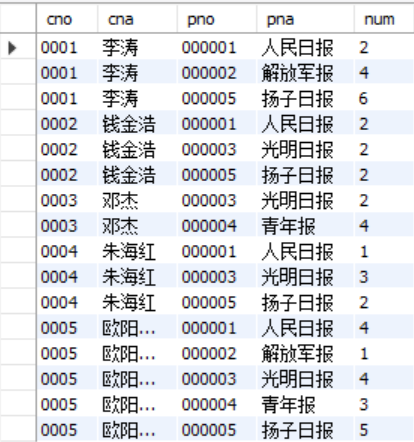 cno cna pno pna num
0001 李涛 000001 人民日报 2
0001 李涛 000002 解放军报 4
0001 李涛 000005 扬子日报 6
0002 钱金浩 000001 人民日报 2
0002 钱金浩 000003 光明日报 2
0002 钱金浩 000005 扬子日报 2
0003 邓杰 000003 光明日报 2
0003 邓杰 000004 青年报 4
0004 朱海红 000001 人民日报 1
0004 朱海红 000003 光明日报 3
0004 朱海红 000005 扬子日报 2
0005 欧阳... 000001 人民日报 4
0005 欧阳... 000002 解放军报 1
0005 欧阳... 000003 光明日报 4
0005 欧阳... 000004 青年报 3
0005 欧阳... 000005 扬子日报 5